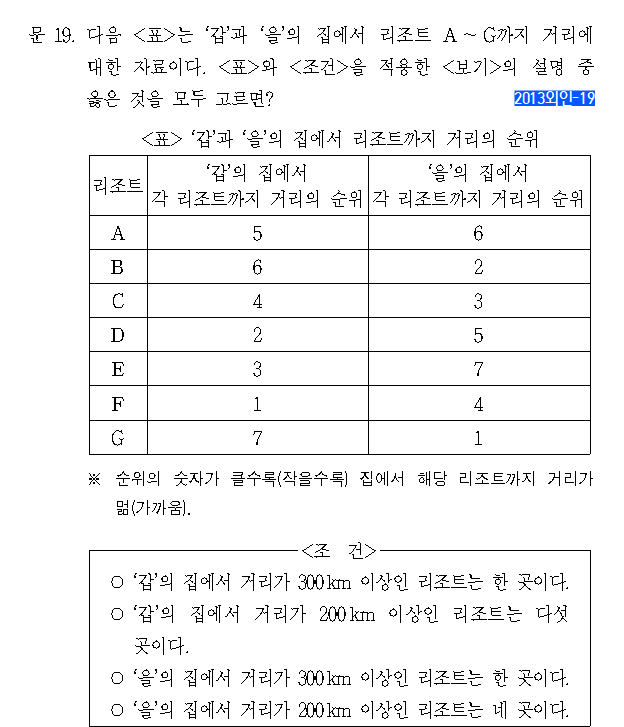 문 19. 다음 <표>는 ‘갑’과 ‘을’의 집에서 리조트 A ~ G까지 거리에
대한 자료이다. <표>와 <조건>을 적용한 <보기>의 설명 중
옳은 것을 모두 고르면?
2013외인-19
<표> ‘갑’과 ‘을’의 집에서 리조트까지 거리의 순위
리조트 ‘갑’의 집에서 각 리조트까지 거리의 순위 ‘을’의 집에서 각 리조트까지 거리의 순위
A 5 6
B 6 2
C 4 3
D 2 5
E 3 7
F 1 4
G 7 1
※ 순위의 숫자가 클수록(작을수록) 집에서 해당 리조트까지 거리가
멂(가까움).
<조 건>
○ ‘갑’의 집에서 거리가 300 km 이상인 리조트는 한 곳이다.
○ ‘갑’의 집에서 거리가 200 km 이상인 리조트는 다섯
곳이다.
○ ‘을’의 집에서 거리가 300 km 이상인 리조트는 한 곳이다.
○ ‘을’의 집에서 거리가 200 km 이상인 리조트는 네 곳이다.